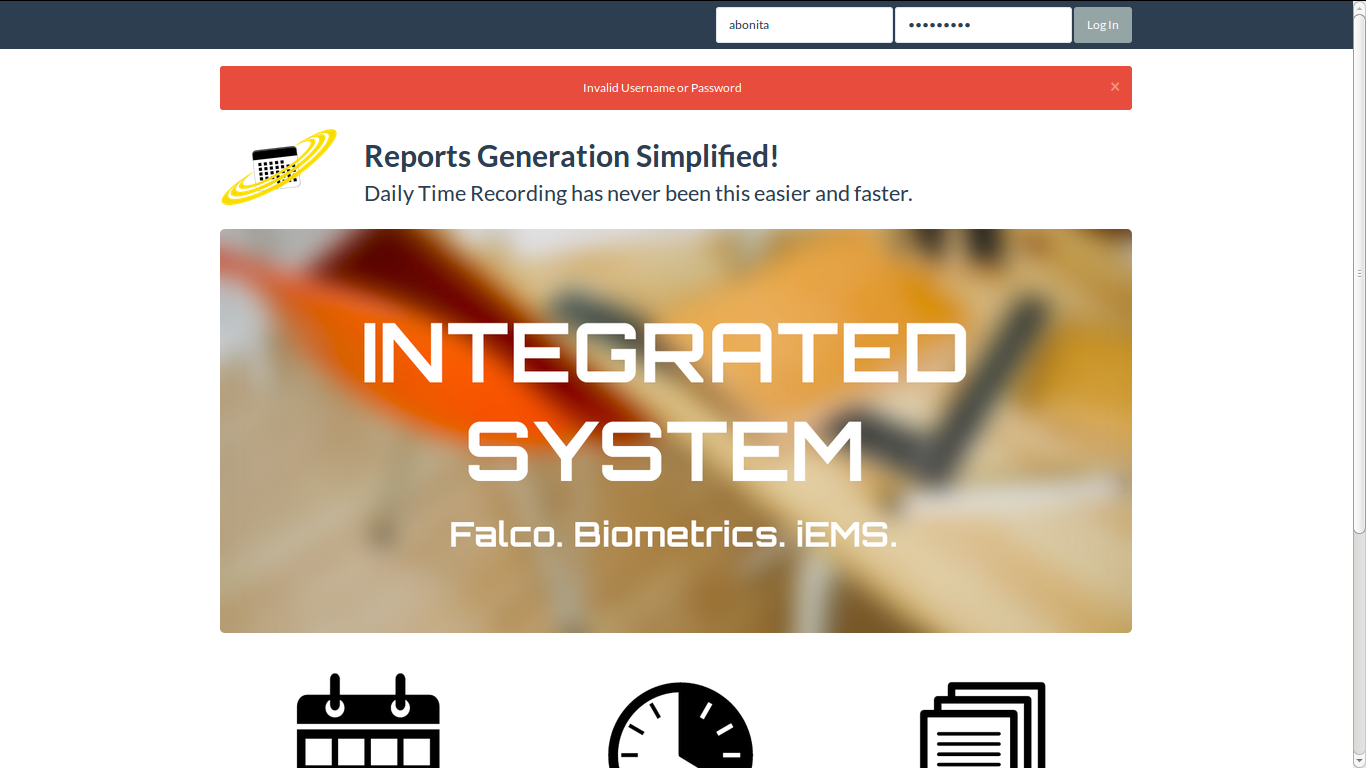 abonita
•••••••••
Log In
Invalid Username or Password
×
Reports Generation Simplified!
Daily Time Recording has never been this easier and faster.
INTEGRATED
SYSTEM
Falco. Biometrics. iEMS.